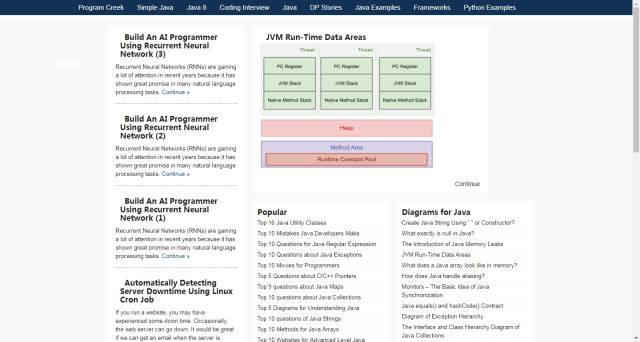 Program Creek Simple Java Java 8 Coding Interview Java DP Stories Java Examples Frameworks Python Examples
Build An AI Programmer
Using Recurrent Neural
Network (3)
Recurrent Neural Networks (RNNs) are gaining
a lot of attention in recent years because it has
shown great promise in many natural language
processing tasks. Continue »
Build An AI Programmer
Using Recurrent Neural
Network (2)
Recurrent Neural Networks (RNNs) are gaining
a lot of attention in recent years because it has
shown great promise in many natural language
processing tasks. Continue »
Build An AI Programmer
Using Recurrent Neural
Network (1)
Recurrent Neural Networks (RNNs) are gaining
a lot of attention in recent years because it has
shown great promise in many natural language
processing tasks. Continue »
Automatically Detecting
Server Downtime Using Linux
Cron Job
If you run a website, you may have
experienced some down time. Occasionally,
the web server can go down. It would be great
if we can get an email when the server is
JVM Run-Time Data Areas
Thread Thread Thread
PC Register PC Register PC Register
JVM Stack JVM Stack JVM Stack
Native Method Stack Native Method Stack Native Method Stack
Heap
Method Area
Runtime Constant Pool
Continue
Popular
Top 16 Java Utility Classes
Top 10 Mistakes Java Developers Make
Top 10 Questions for Java Regular Expression
Top 10 Questions about Java Exceptions
Top 10 Movies for Programmers
Top 5 Questions about C/C++ Pointers
Top 9 questions about Java Maps
Top 10 questions about Java Collections
Top 8 Diagrams for Understanding Java
Top 10 questions of Java Strings
Top 10 Methods for Java Arrays
Top 10 Websites for Advanced Level Java
Diagrams for Java
Create Java String Using " " or Constructor?
What exactly is null in Java?
The Introduction of Java Memory Leaks
JVM Run-Time Data Areas
What does a Java array look like in memory?
How does Java handle aliasing?
Monitors – The Basic Idea of Java
Synchronization
Java equals() and hashCode() Contract
Diagram of Exception Hierarchy
The Interface and Class Hierarchy Diagram of
Java Collections